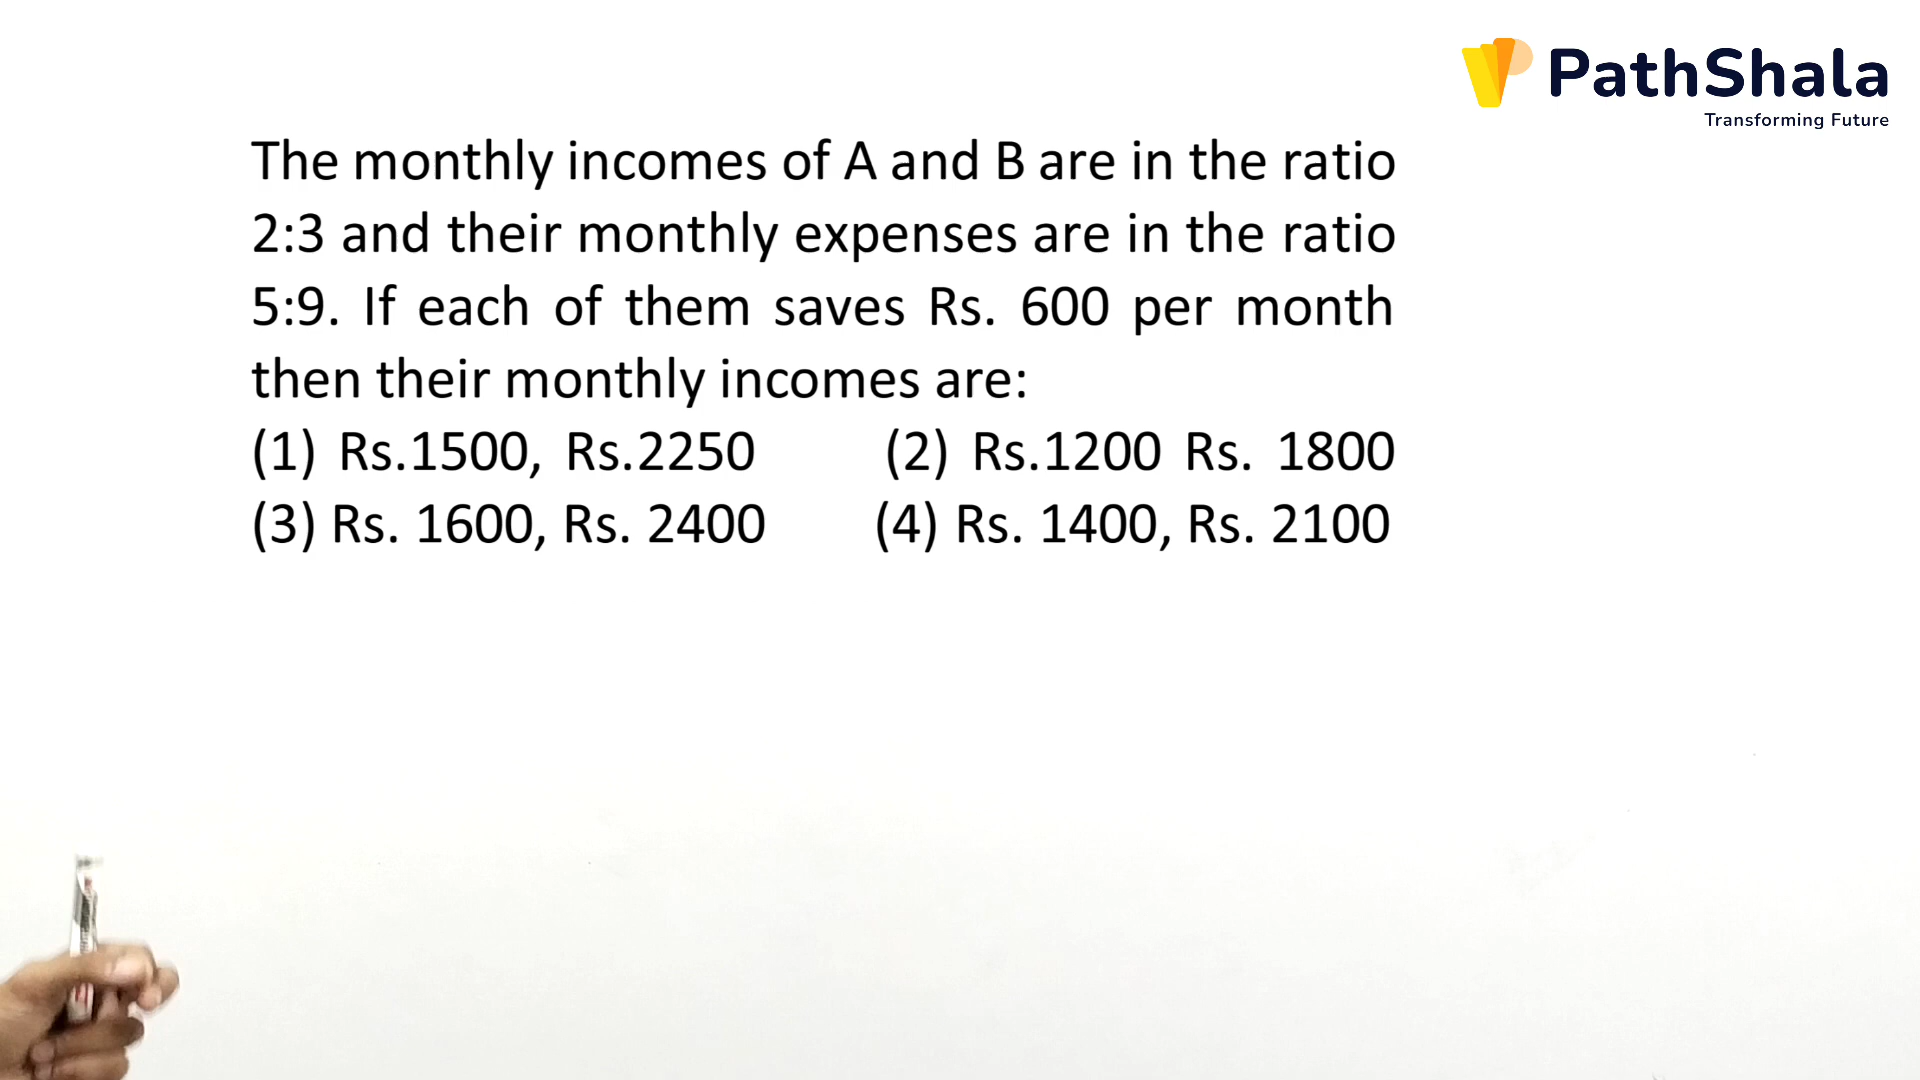 PathShala
Transforming Future
The monthly incomes of A and B are in the ratio
2:3 and their monthly expenses are in the ratio
5:9. If each of them saves Rs. 600 per month
then their monthly incomes are:
(1) Rs.1500, Rs.2250 (2) Rs.1200 Rs. 1800
(3) Rs. 1600, Rs. 2400 (4) Rs. 1400, Rs. 2100